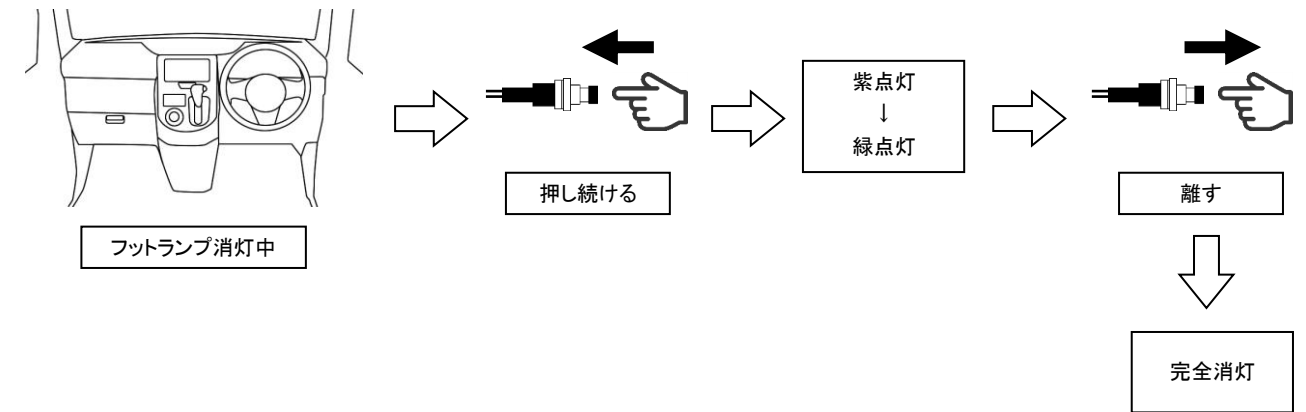 フットランプ消灯中
押し続ける
紫点灯
↓
緑点灯
離す
完全消灯